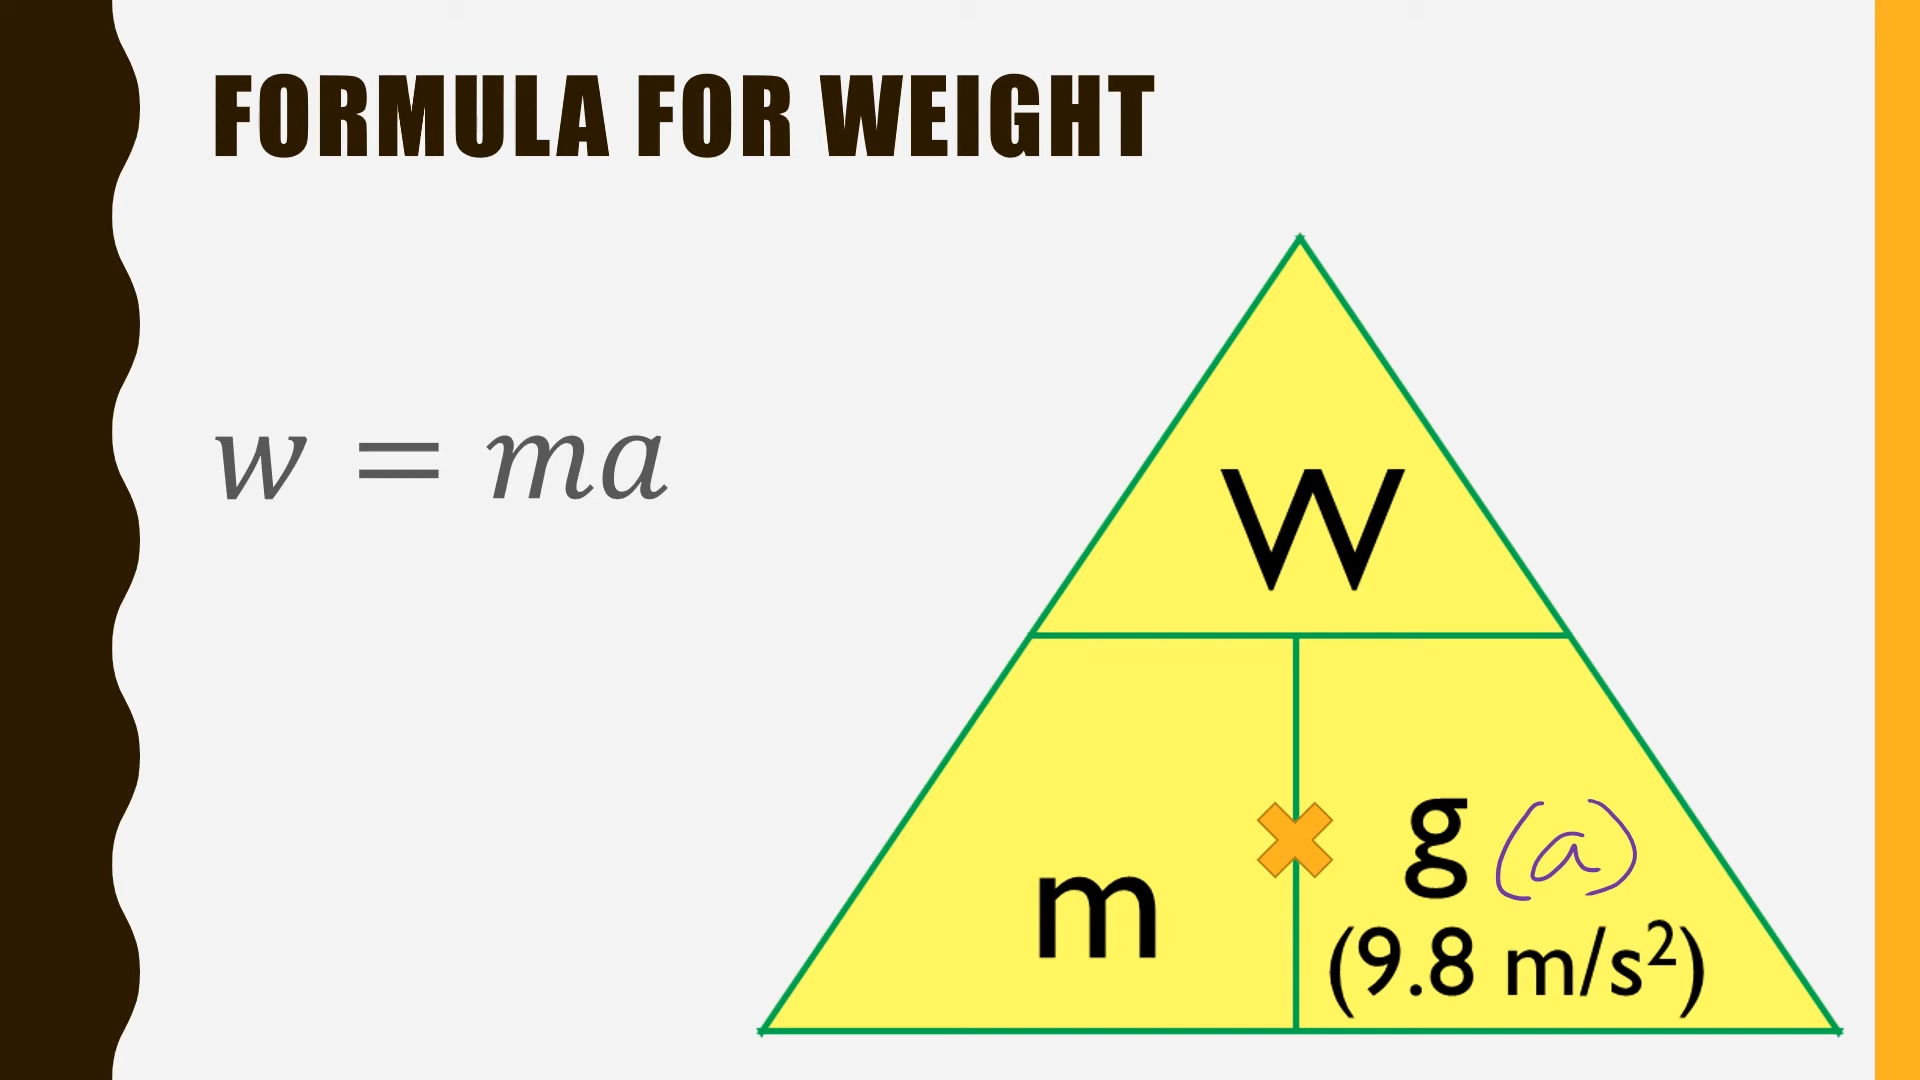 FORMULA FOR WEIGHT
w = ma
W
m
g (a)
(9.8 m/s²)